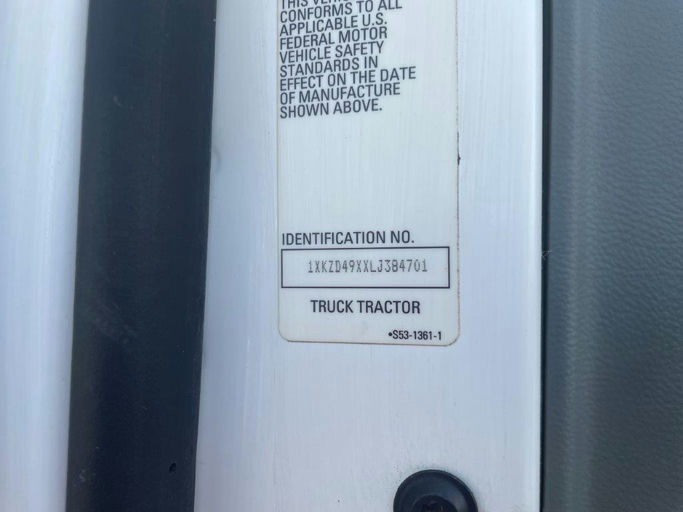 THIS VEHICLE
CONFORMS TO ALL
APPLICABLE U.S.
FEDERAL MOTOR
VEHICLE SAFETY
STANDARDS IN
EFFECT ON THE DATE
OF MANUFACTURE
SHOWN ABOVE.
IDENTIFICATION NO.
1XKZD49XXLJ384701
TRUCK TRACTOR
•S53-1361-1